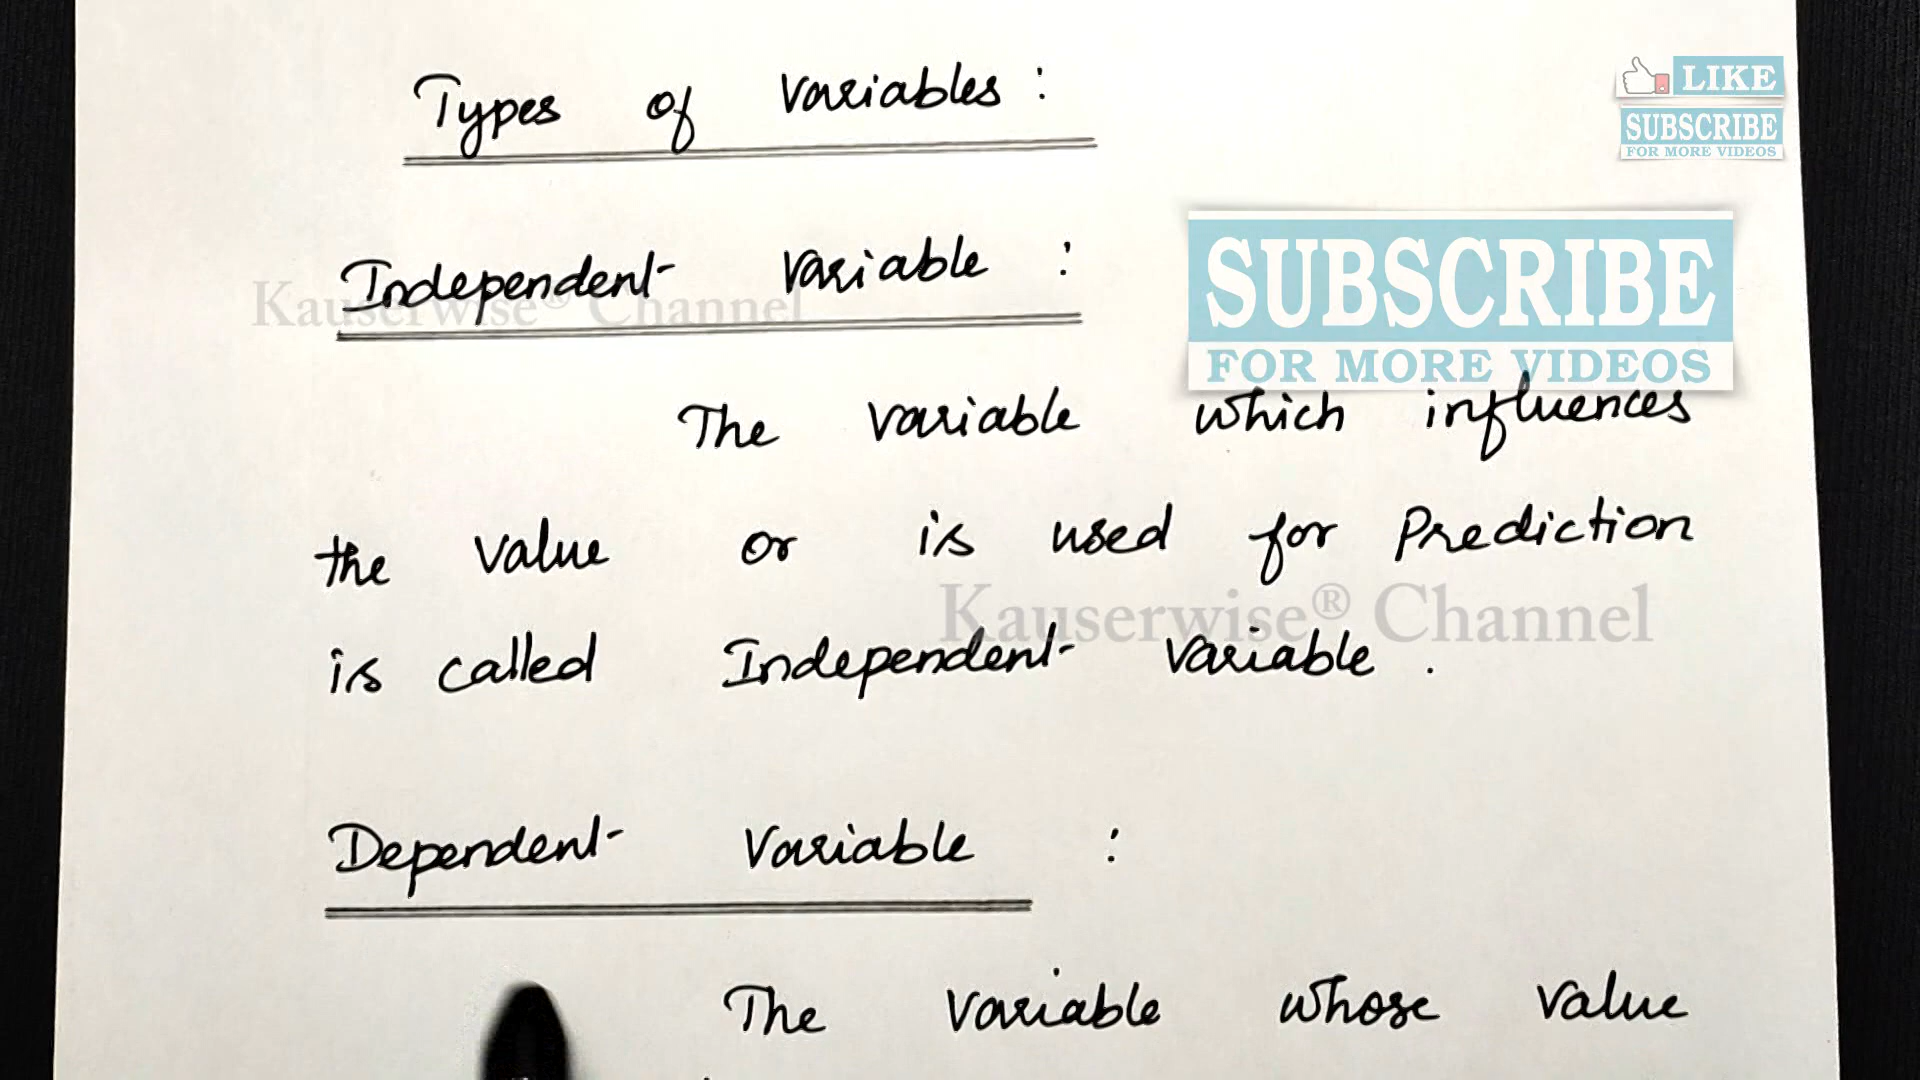 Types of Variables :
LIKE
SUBSCRIBE
FOR MORE VIDEOS
Independent Variable :
Kauserwise® Channel
SUBSCRIBE
FOR MORE VIDEOS
The variable which influences
the value or is used for Prediction
Kauserwise® Channel
is called Independent Variable .
Dependent Variable :
The variable whose value